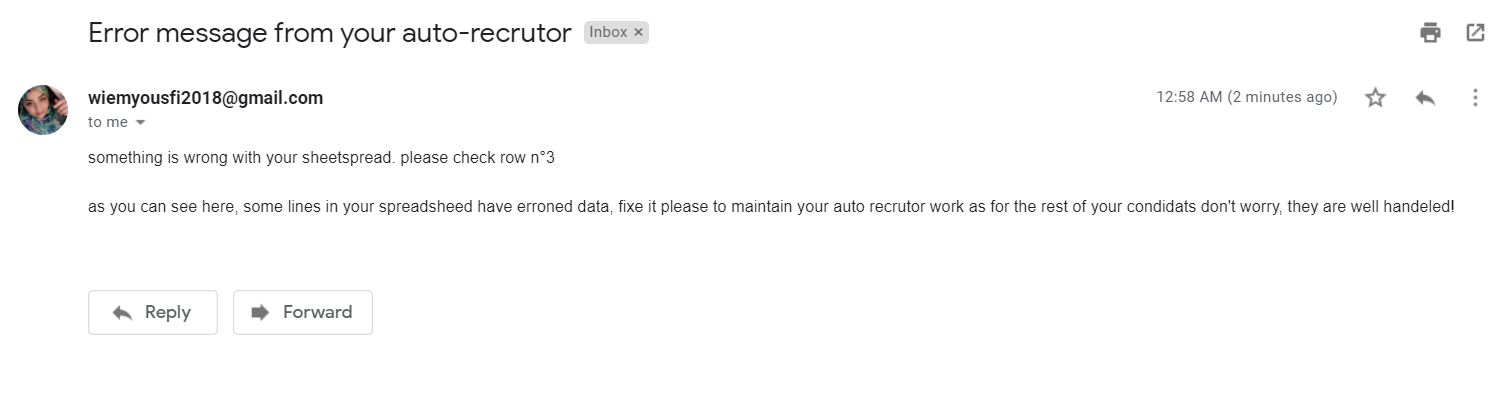 Error message from your auto-recrutor Inbox ×
wiemyousfi2018@gmail.com 12:58 AM (2 minutes ago)
to me
something is wrong with your sheetspread. please check row n°3
as you can see here, some lines in your spreadsheed have erroned data, fixe it please to maintain your auto recrutor work as for the rest of your condidats don't worry, they are well handeled!
Reply Forward